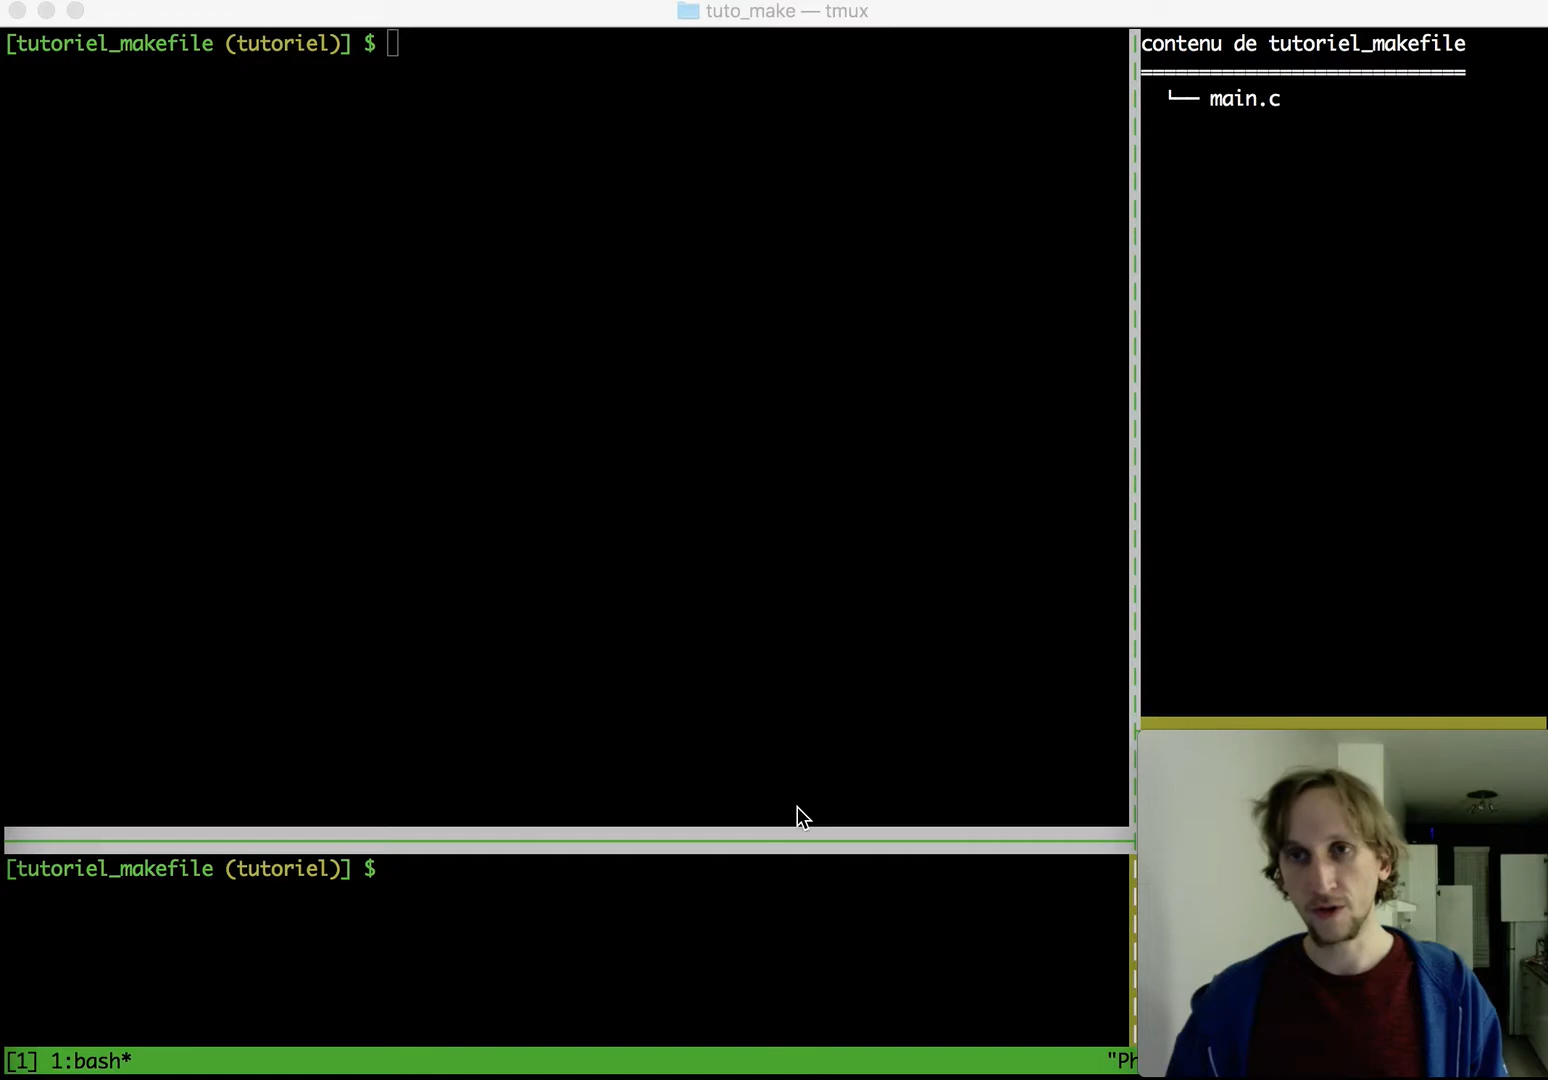 tuto_make — tmux
[tutoriel_makefile (tutoriel)] $
contenu de tutoriel_makefile
===========================
└── main.c
[tutoriel_makefile (tutoriel)] $
[1] 1:bash*